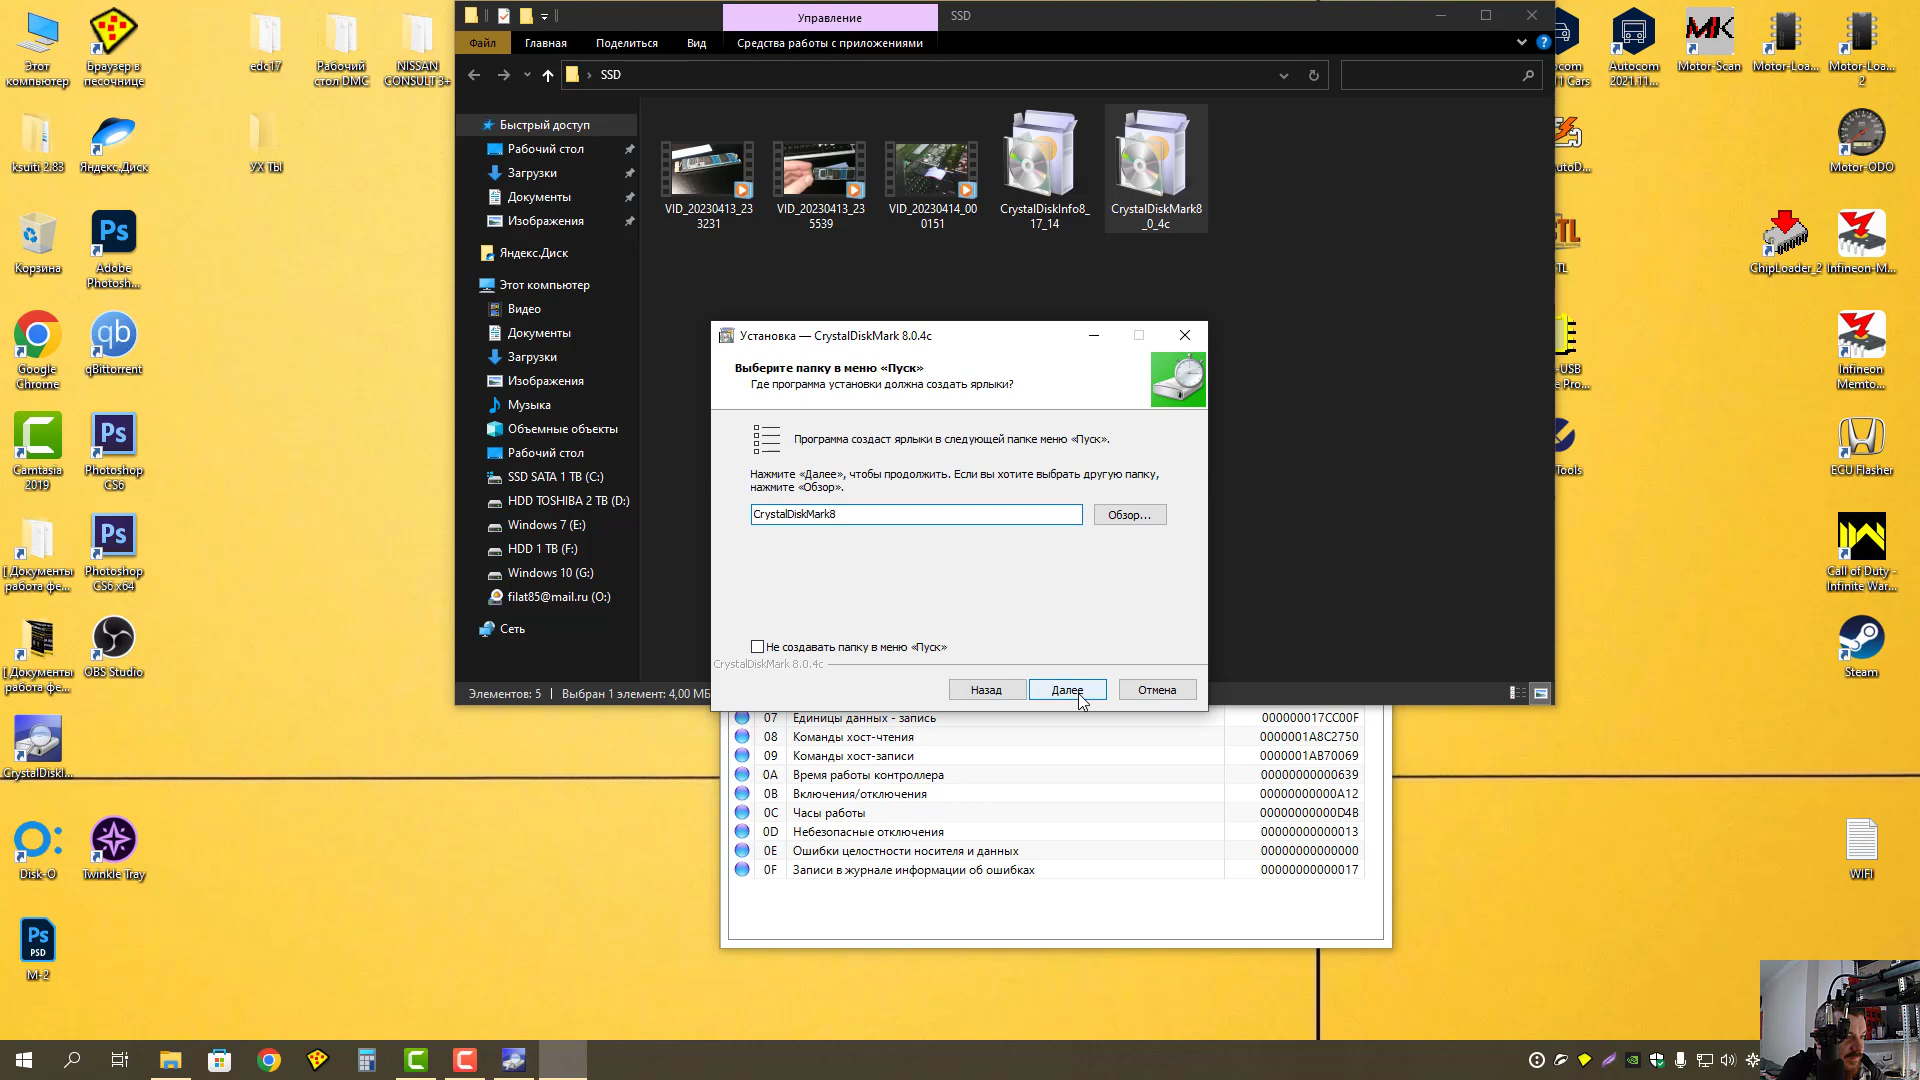 Управление
SSD
Файл
Главная
Поделиться
Вид
Средства работы с приложениями
SSD
Быстрый доступ
Рабочий стол
Загрузки
Документы
Изображения
Яндекс.Диск
Этот компьютер
Видео
Документы
Загрузки
Изображения
Музыка
Объемные объекты
Рабочий стол
SSD SATA 1 TB (C:)
HDD TOSHIBA 2 TB (D:)
Windows 7 (E:)
HDD 1 TB (F:)
Windows 10 (G:)
filat85@mail.ru (O:)
Сеть
VID_20230413_23
3231
VID_20230413_23
5539
VID_20230414_00
0151
CrystalDiskInfo8_
17_14
CrystalDiskMark8
_0_4c
Элементов: 5
Выбран 1 элемент: 4,00 МБ
Установка — CrystalDiskMark 8.0.4c
Выберите папку в меню «Пуск»
Где программа установки должна создать ярлыки?
Программа создаст ярлыки в следующей папке меню «Пуск».
Нажмите «Далее», чтобы продолжить. Если вы хотите выбрать другую папку,
нажмите «Обзор».
CrystalDiskMark8
Обзор...
Не создавать папку в меню «Пуск»
CrystalDiskMark 8.0.4c
Назад
Далее
Отмена
07 Единицы данных - запись 000000017CC00F
08 Команды хост-чтения 0000001A8C2750
09 Команды хост-записи 0000001AB70069
0A Время работы контроллера 00000000000639
0B Включения/отключения 00000000000A12
0C Часы работы 00000000000D4B
0D Небезопасные отключения 00000000000013
0E Ошибки целостности носителя и данных 00000000000000
0F Записи в журнале информации об ошибках 00000000000017
Этот
компьютер
Браузер в
песочнице
edc17
Рабочий
стол DMC
NISSAN
CONSULT 3+
ksuiti 2.83
Яндекс.Диск
УХ ТЫ
Корзина
Adobe
Photosh...
Google
Chrome
qBittorrent
Camtasia
2019
Photoshop
CS6
[ Документы
работа фе...
Photoshop
CS6 x64
[ Документы
работа фе...
OBS Studio
CrystalDiskI...
Disk-O
Twinkle Tray
M-2
Autocom
2021.11...
Motor-Scan
Motor-Loa...
Motor-Loa...
2
Motor-ODO
ChipLoader_2
Infineon-M...
Infineon
Memto...
ECU Flasher
Call of Duty -
Infinite War...
Steam
WIFI